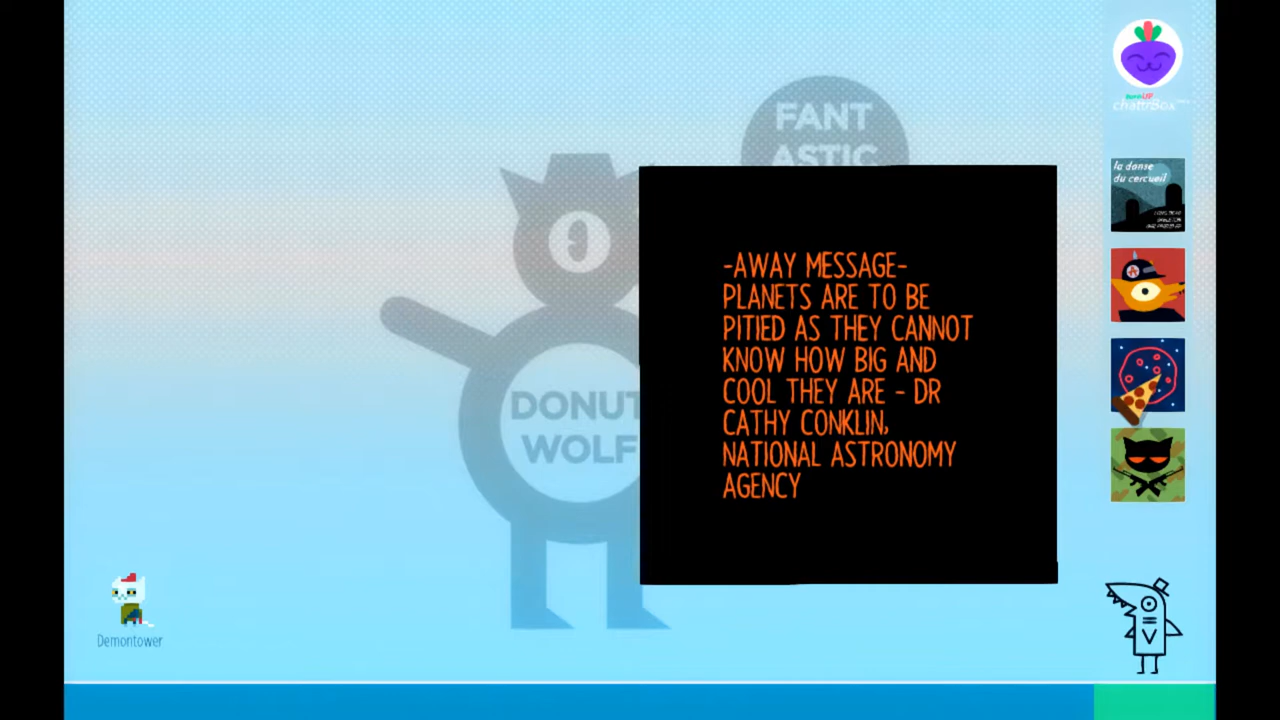 FANT
ASTIC
chattrBox
la danse
du cercueil
-AWAY MESSAGE-
PLANETS ARE TO BE
PITIED AS THEY CANNOT
KNOW HOW BIG AND
COOL THEY ARE - DR
CATHY CONKLIN,
NATIONAL ASTRONOMY
AGENCY
DONUT
WOLF
Demontower